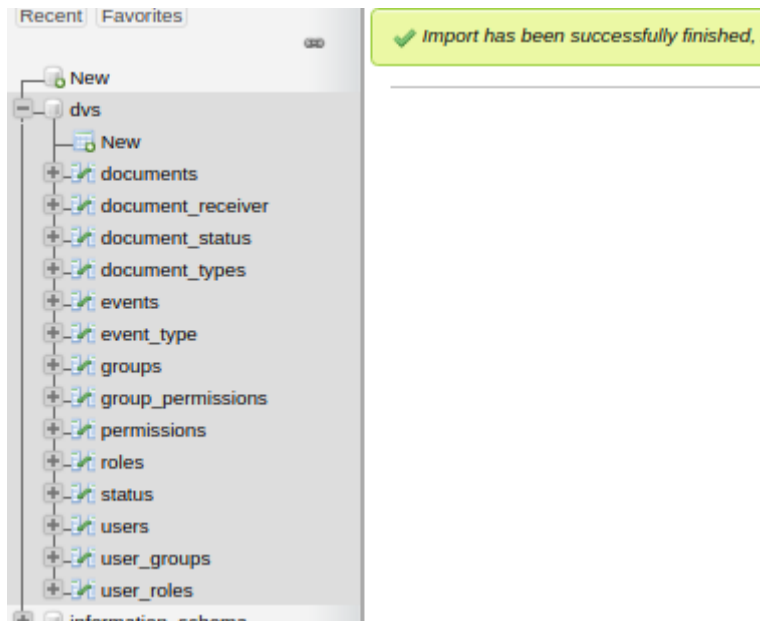 Recent Favorites
Import has been successfully finished,
New
dvs
New
documents
document_receiver
document_status
document_types
events
event_type
groups
group_permissions
permissions
roles
status
users
user_groups
user_roles
information_schema